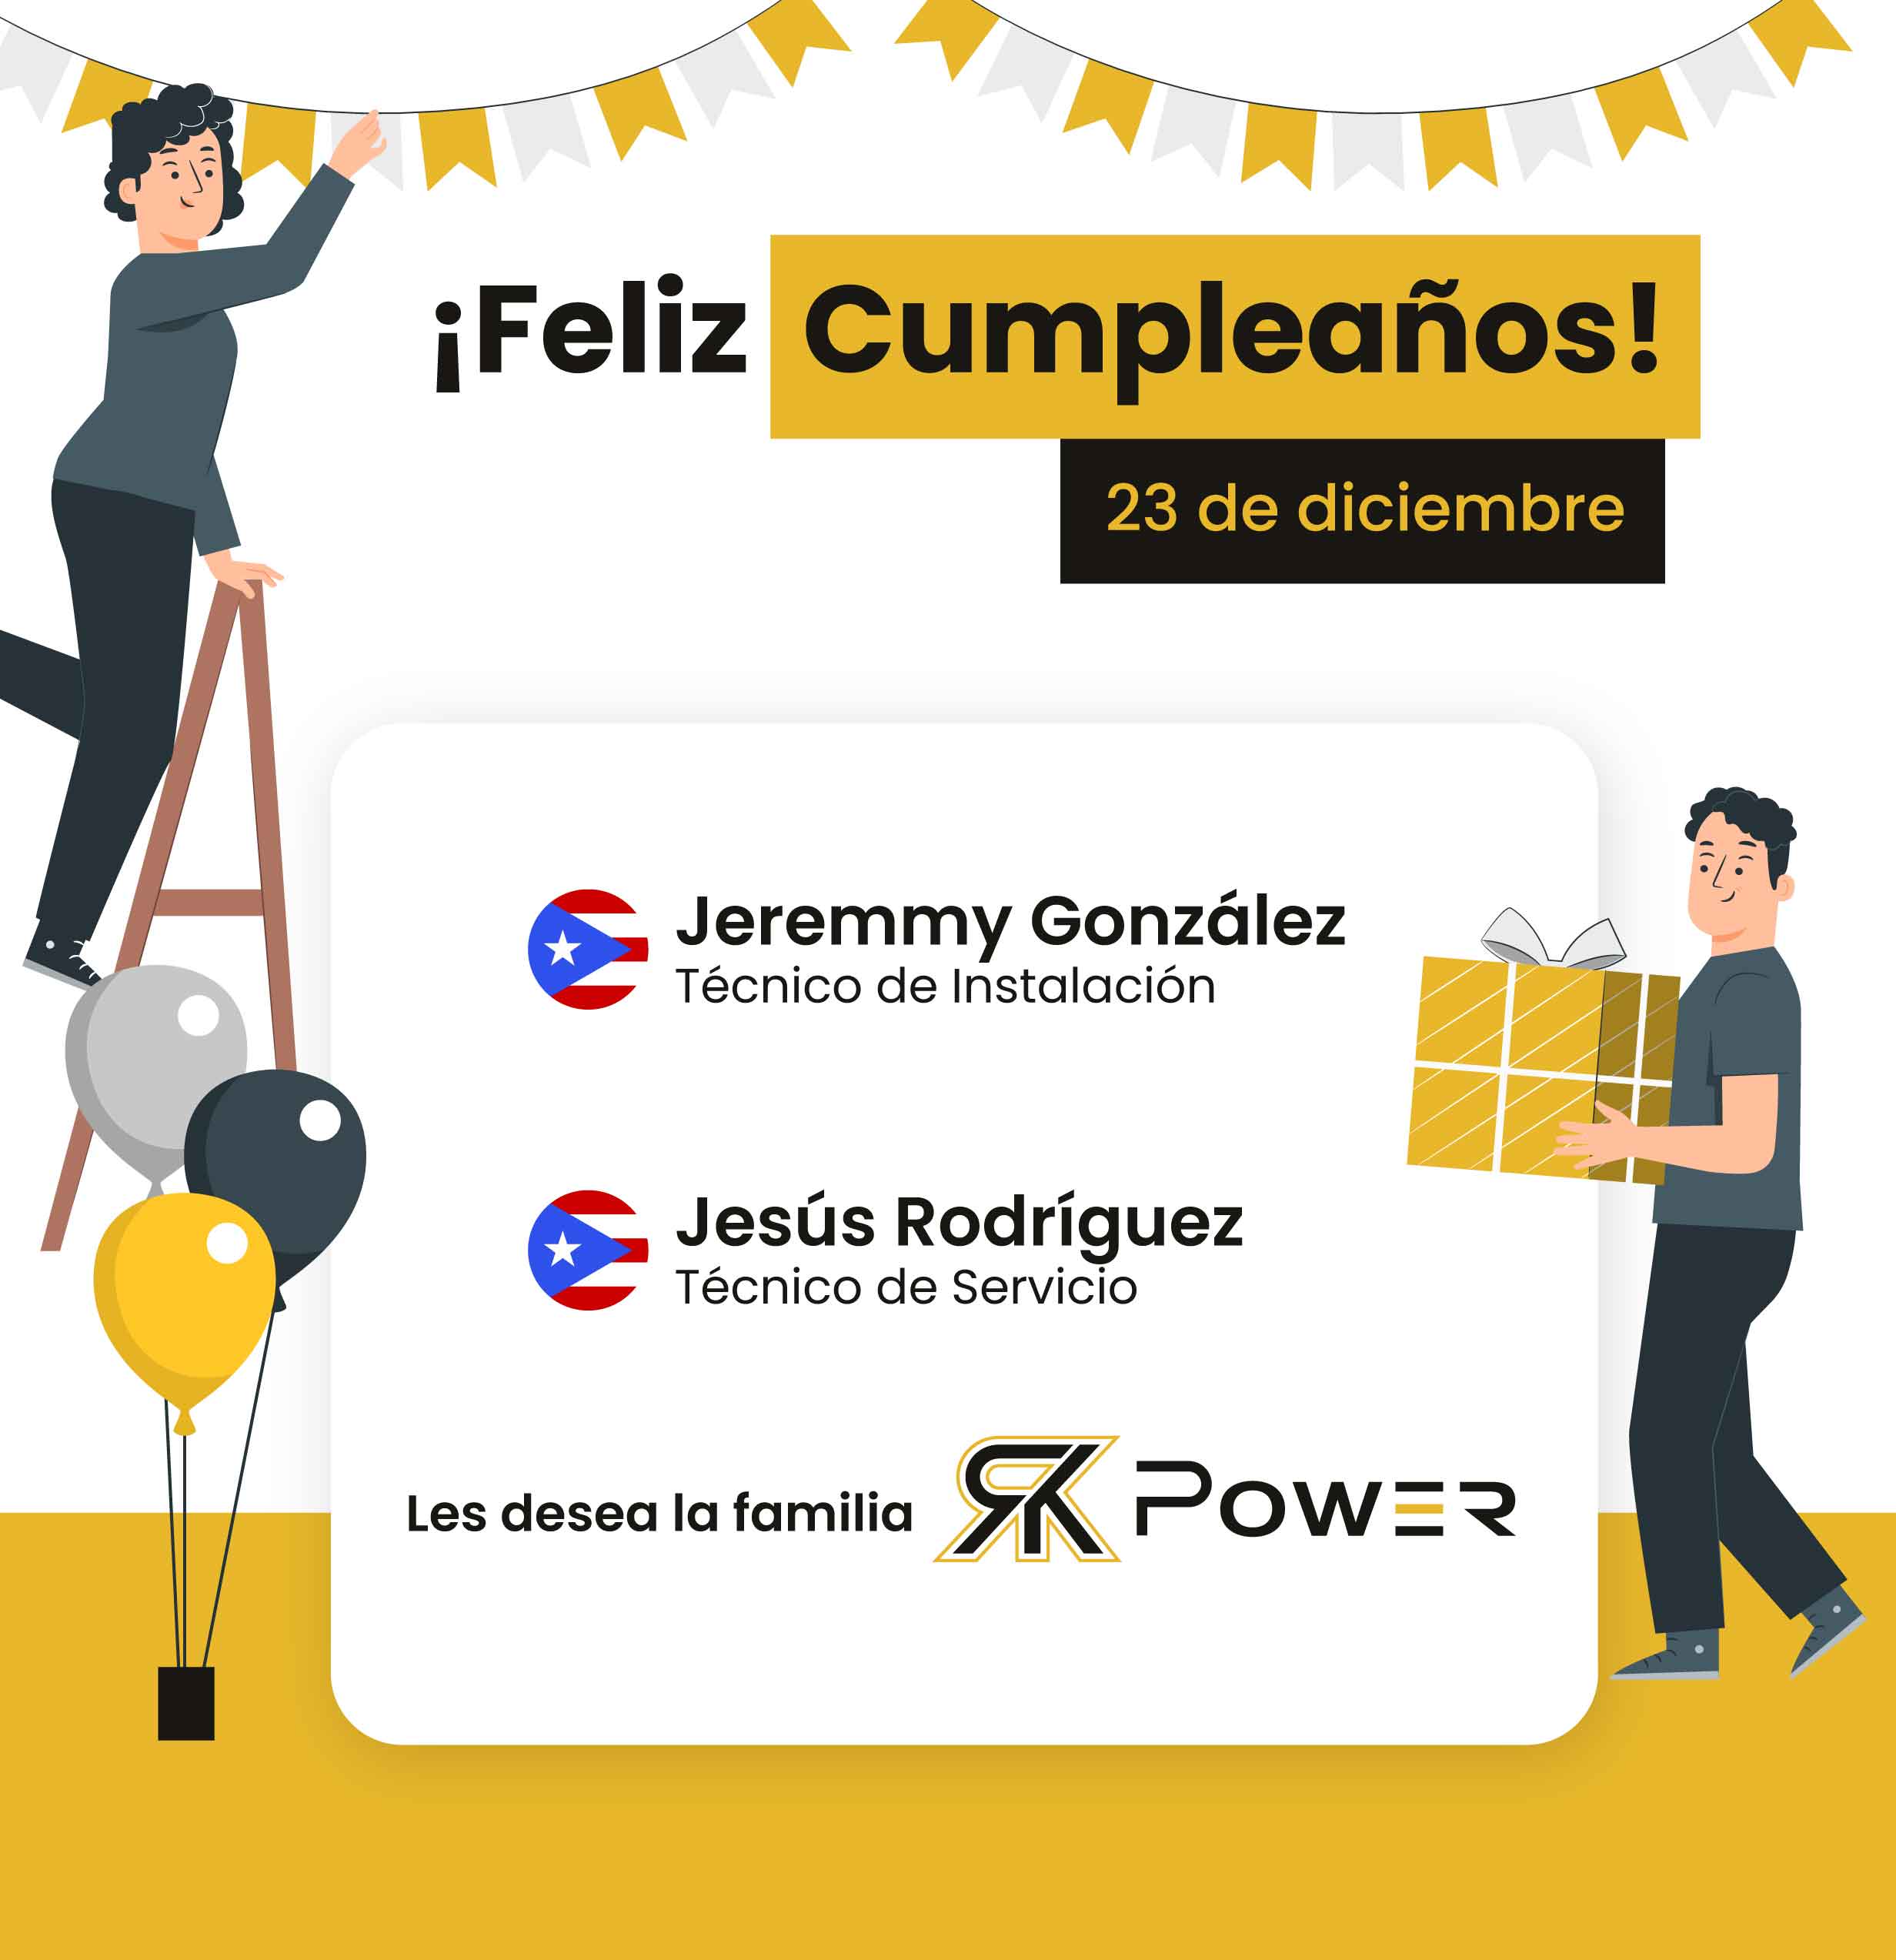 ¡Feliz Cumpleaños!
23 de diciembre
Jeremmy González
Técnico de Instalación
Jesús Rodríguez
Técnico de Servicio
Les desea la familia RK Power